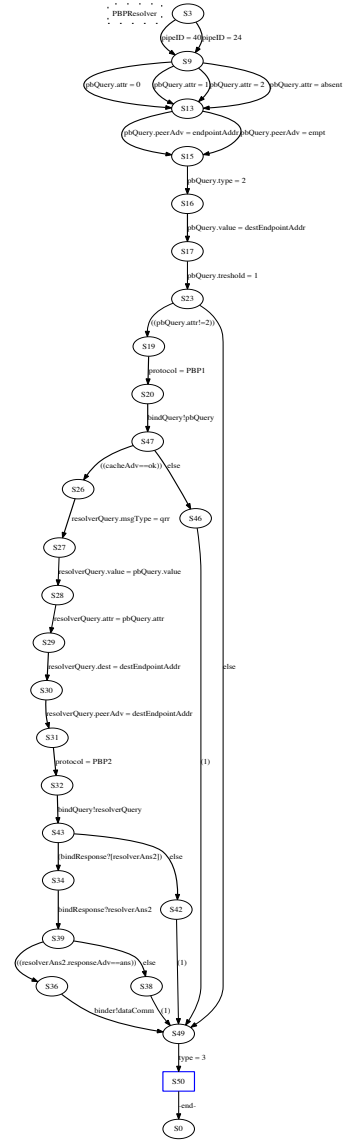 PBPResolver
S3
pipeID = 40
pipeID = 24
S9
pbQuery.attr = 0
pbQuery.attr = 1
pbQuery.attr = 2
pbQuery.attr = absent
S13
pbQuery.peerAdv = endpointAddr
pbQuery.peerAdv = empt
S15
pbQuery.type = 2
S16
pbQuery.value = destEndpointAddr
S17
pbQuery.treshold = 1
S23
((pbQuery.attr!=2))
S19
protocol = PBP1
S20
bindQuery!pbQuery
S47
((cacheAdv==ok))
else
S26
S46
resolverQuery.msgType = qrr
S27
resolverQuery.value = pbQuery.value
S28
resolverQuery.attr = pbQuery.attr
S29
resolverQuery.dest = destEndpointAddr
else
S30
resolverQuery.peerAdv = destEndpointAddr
S31
protocol = PBP2
(1)
S32
bindQuery!resolverQuery
S43
(bindResponse?[resolverAns2])
else
S34
bindResponse?resolverAns2
S42
S39
((resolverAns2.responseAdv==ans))
else
(1)
S36
S38
binder!dataComm
(1)
S49
type = 3
S50
-end-
S0